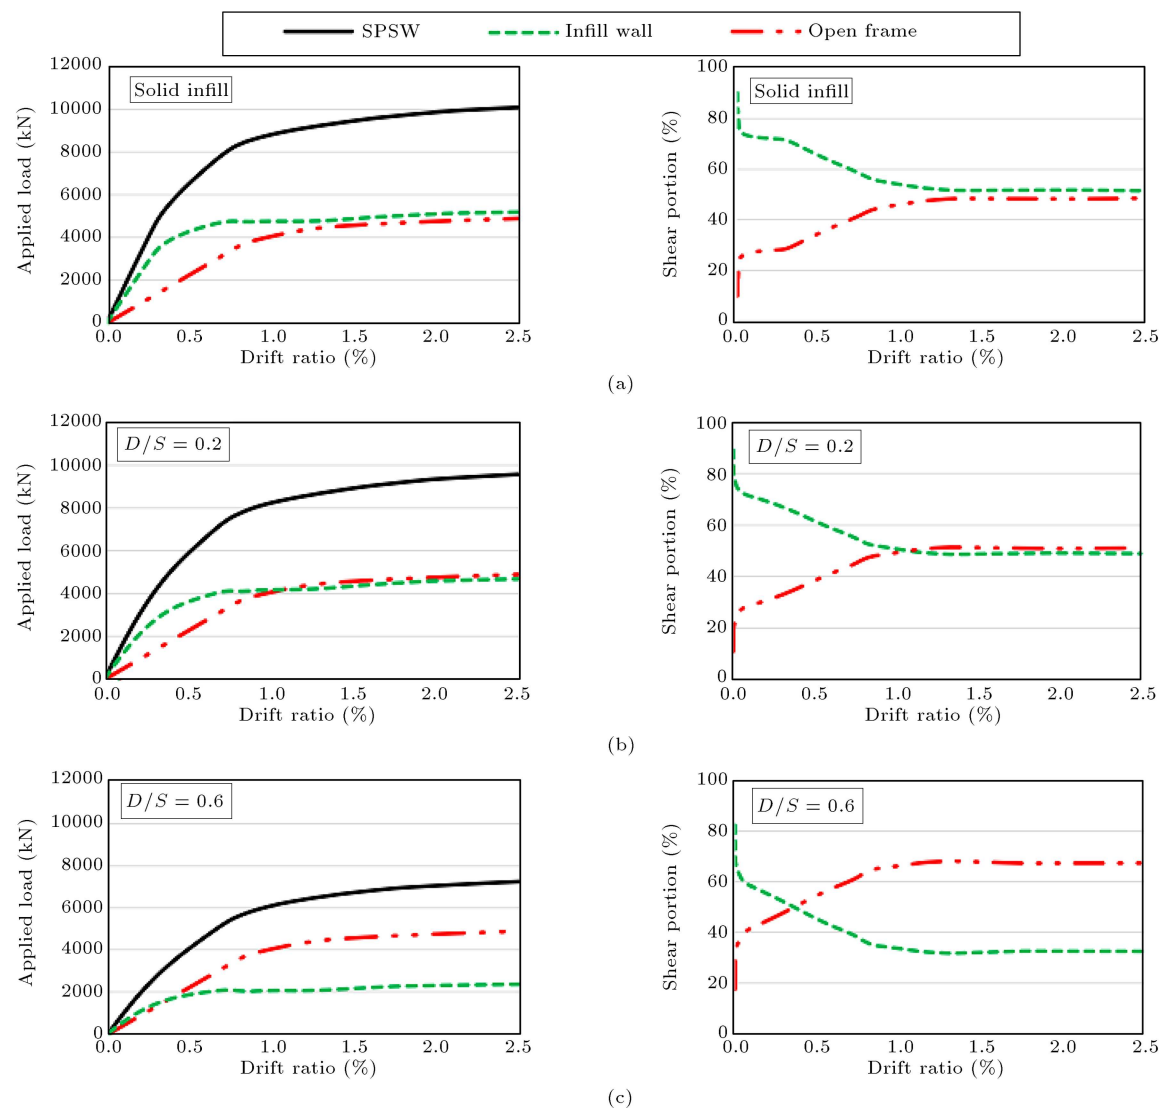 SPSW Infill wall Open frame
12000
10000
8000
6000
4000
2000
0
Applied load (kN)
Solid infill
0.0 0.5 1.0 1.5 2.0 2.5
Drift ratio (%)
100
80
60
40
20
0
Shear portion (%)
Solid infill
0.0 0.5 1.0 1.5 2.0 2.5
Drift ratio (%)
(a)
12000
10000
8000
6000
4000
2000
0
Applied load (kN)
D/S = 0.2
0.0 0.5 1.0 1.5 2.0 2.5
Drift ratio (%)
100
80
60
40
20
0
Shear portion (%)
D/S = 0.2
0.0 0.5 1.0 1.5 2.0 2.5
Drift ratio (%)
(b)
12000
10000
8000
6000
4000
2000
0
Applied load (kN)
D/S = 0.6
0.0 0.5 1.0 1.5 2.0 2.5
Drift ratio (%)
100
80
60
40
20
0
Shear portion (%)
D/S = 0.6
0.0 0.5 1.0 1.5 2.0 2.5
Drift ratio (%)
(c)